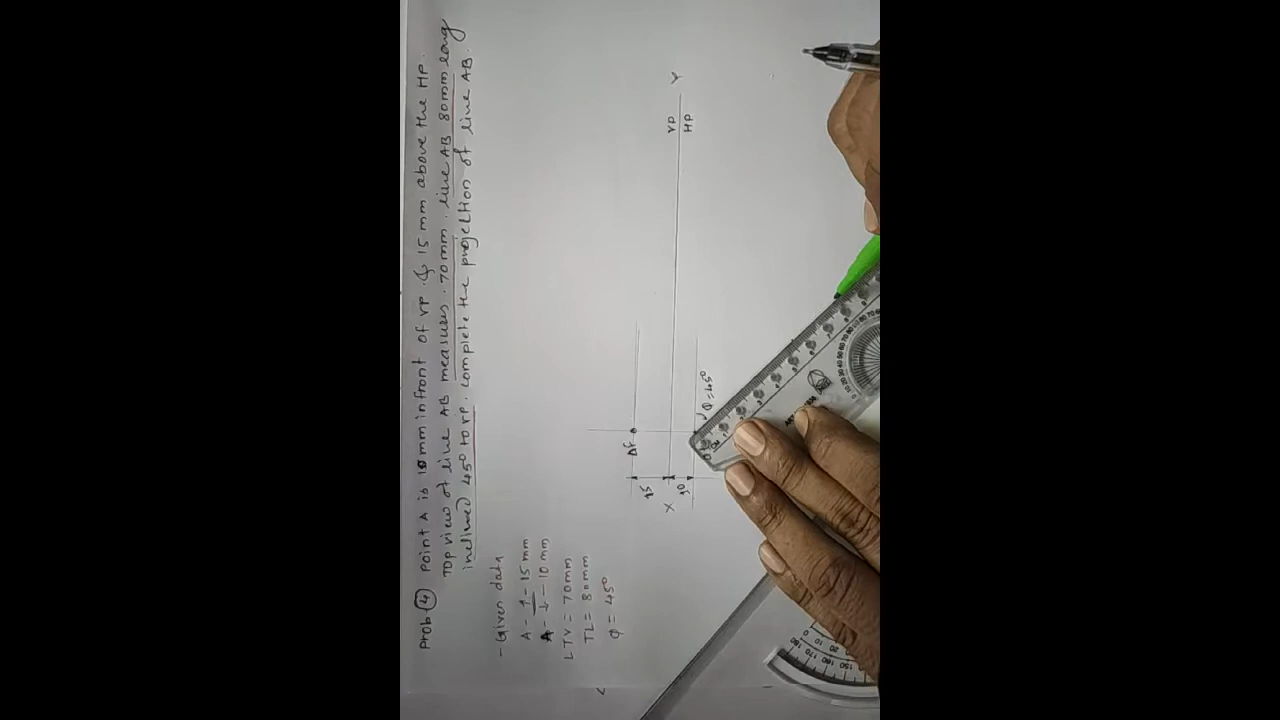 Prob-4 point A is 10mm infront of VP. & 15 mm above the HP.
Top view of line AB measures. 70mm. line AB 80mm long
inclined 45° to VP. complete the projection of line AB.
- Given data
A - ↑ - 15 mm
A - ↓ - 10 mm
LTV = 70mm
TL = 80mm
φ = 45°
VP
HP
X
Y
af
15
10
φ=45°